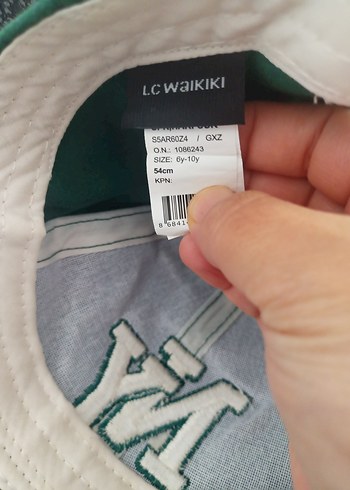 LC WAIKIKI
S5AR60Z4 / GXZ
O.N.: 1086243
SIZE: 6y-10y
54cm
KPN: